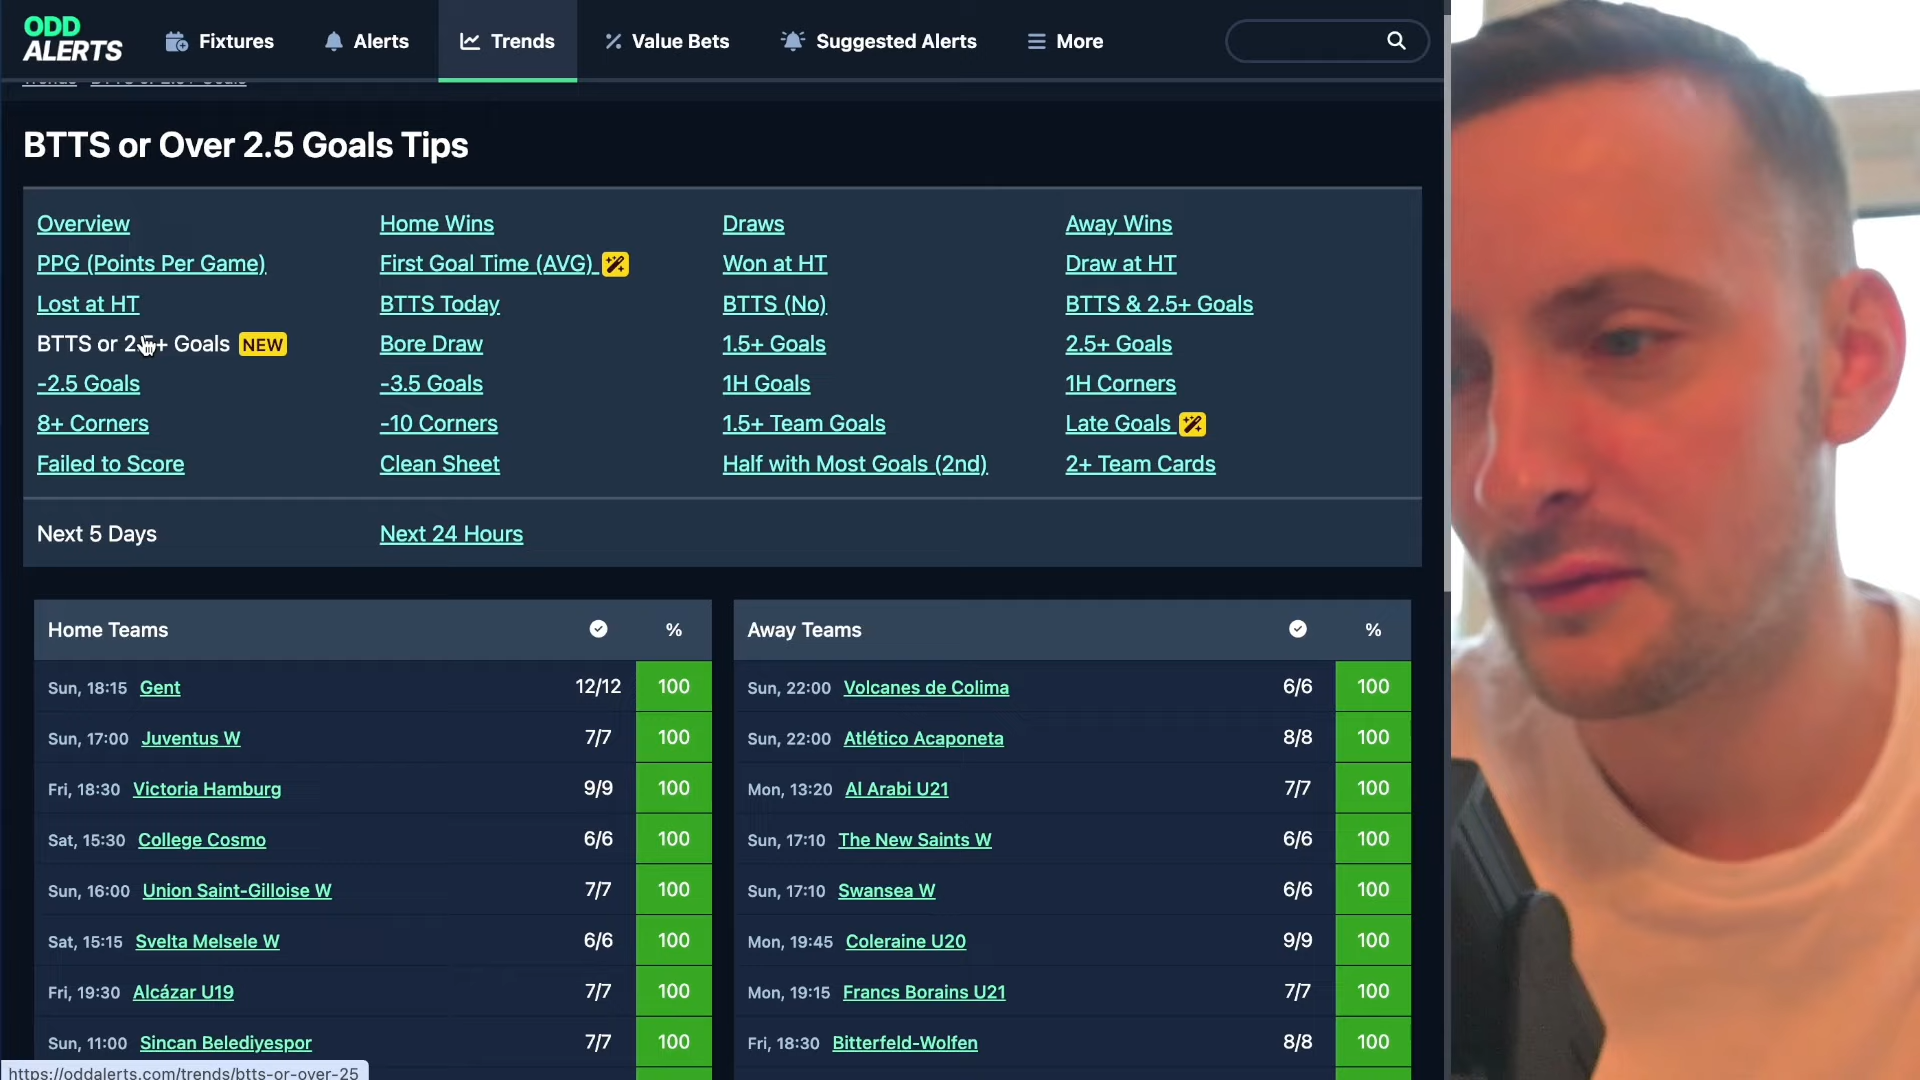 ODD
ALERTS
Fixtures
Alerts
Trends
Value Bets
Suggested Alerts
More
Trends BTTS or 2.5+ Goals
BTTS or Over 2.5 Goals Tips
Overview
Home Wins
Draws
Away Wins
PPG (Points Per Game)
First Goal Time (AVG)
Won at HT
Draw at HT
Lost at HT
BTTS Today
BTTS (No)
BTTS & 2.5+ Goals
BTTS or 2.5+ Goals NEW
Bore Draw
1.5+ Goals
2.5+ Goals
-2.5 Goals
-3.5 Goals
1H Goals
1H Corners
8+ Corners
-10 Corners
1.5+ Team Goals
Late Goals
Failed to Score
Clean Sheet
Half with Most Goals (2nd)
2+ Team Cards
Next 5 Days
Next 24 Hours
Home Teams %
Sun, 18:15 Gent 12/12 100
Sun, 17:00 Juventus W 7/7 100
Fri, 18:30 Victoria Hamburg 9/9 100
Sat, 15:30 College Cosmo 6/6 100
Sun, 16:00 Union Saint-Gilloise W 7/7 100
Sat, 15:15 Svelta Melsele W 6/6 100
Fri, 19:30 Alcázar U19 7/7 100
Sun, 11:00 Sincan Belediyespor 7/7 100
Away Teams %
Sun, 22:00 Volcanes de Colima 6/6 100
Sun, 22:00 Atlético Acaponeta 8/8 100
Mon, 13:20 Al Arabi U21 7/7 100
Sun, 17:10 The New Saints W 6/6 100
Sun, 17:10 Swansea W 6/6 100
Mon, 19:45 Coleraine U20 9/9 100
Mon, 19:15 Francs Borains U21 7/7 100
Fri, 18:30 Bitterfeld-Wolfen 8/8 100
https://oddalerts.com/trends/btts-or-over-25